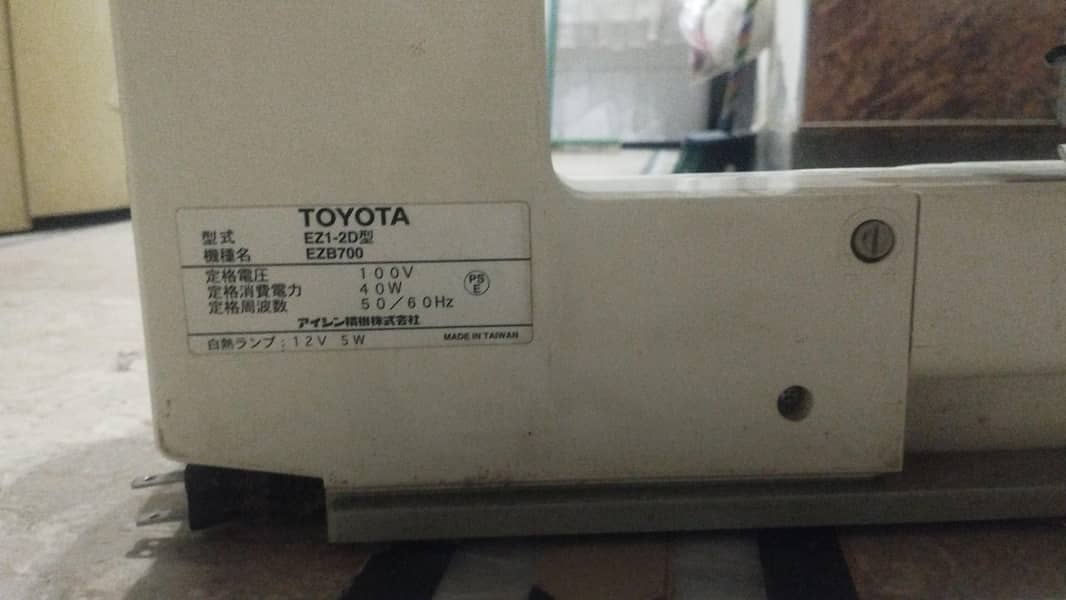 TOYOTA
型式 EZ1-2D型
機種名 EZB700
定格電圧 100V
定格消費電力 40W
定格周波数 50/60Hz
PS E
アイシン精機株式会社
白熱ランプ:12V 5W MADE IN TAIWAN